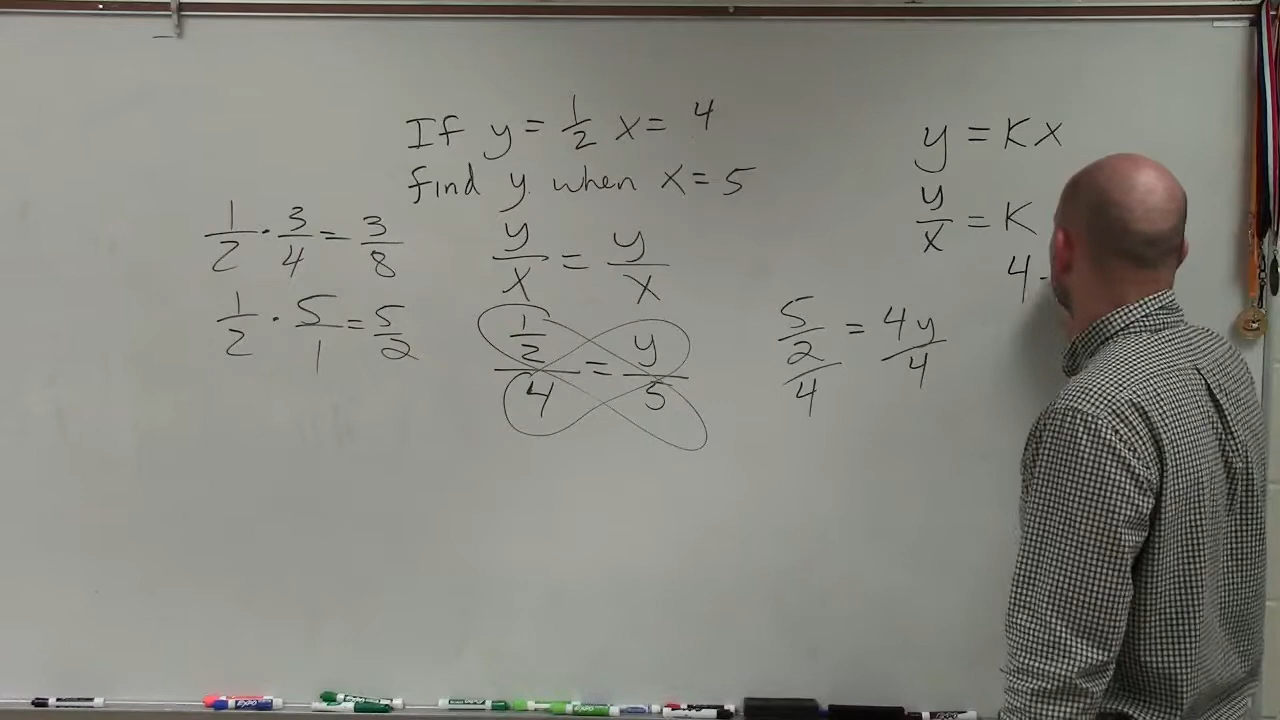 If y = 1/2 x = 4
find y when x = 5
1/2 · 3/4 = 3/8
1/2 · 5/1 = 5/2
y/x = y/x
(1/2)/4 = y/5
(5/2)/4 = 4y/4
y = Kx
y/x = K
4